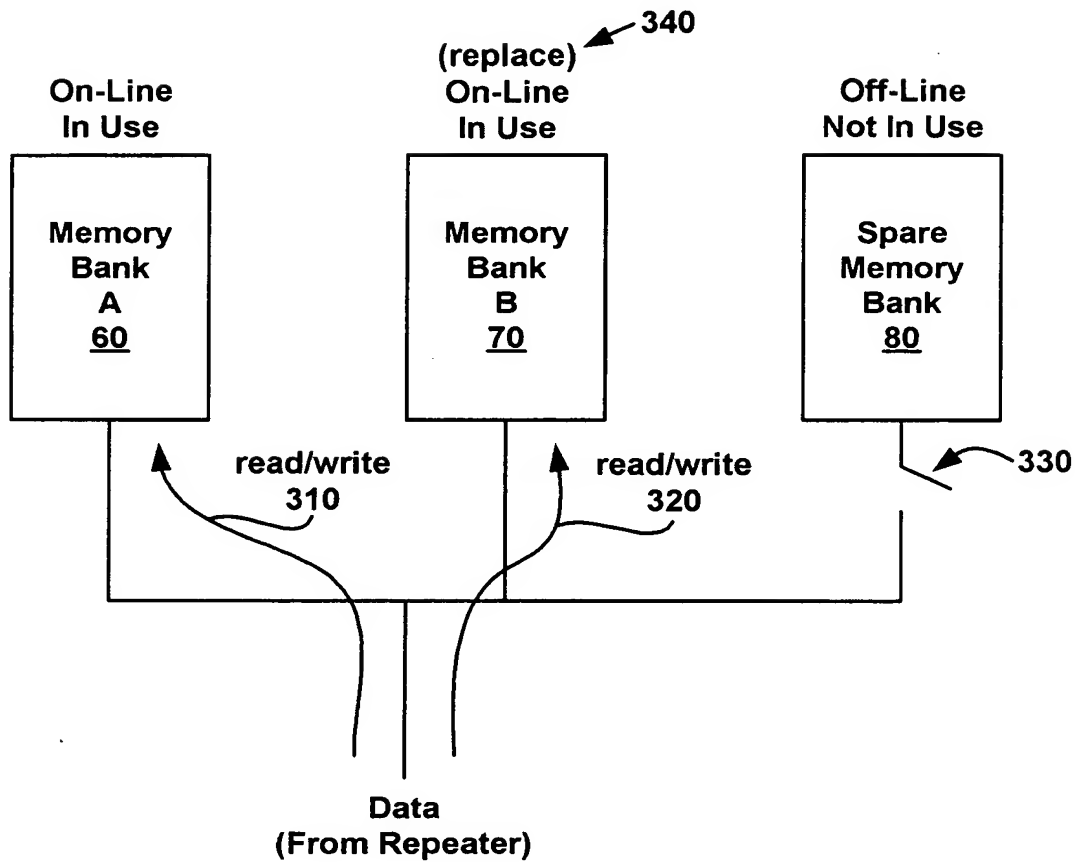 340
(replace)
On-Line
In Use
On-Line
In Use
Off-Line
Not In Use
Memory
Bank
A
60
Memory
Bank
B
70
Spare
Memory
Bank
80
read/write
310
read/write
320
330
Data
(From Repeater)